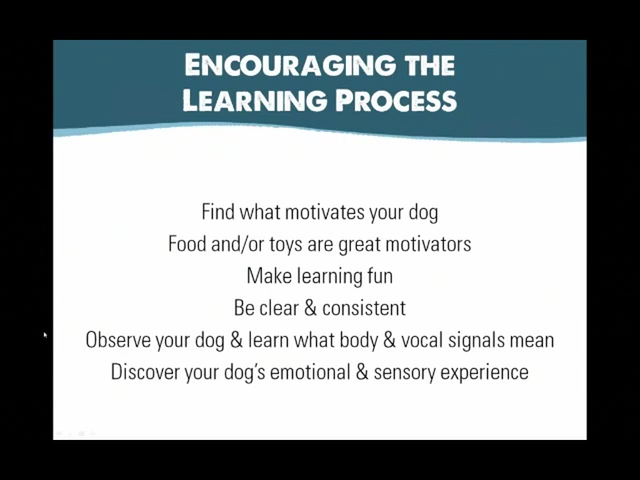 ENCOURAGING THE
LEARNING PROCESS
Find what motivates your dog
Food and/or toys are great motivators
Make learning fun
Be clear & consistent
Observe your dog & learn what body & vocal signals mean
Discover your dog's emotional & sensory experience